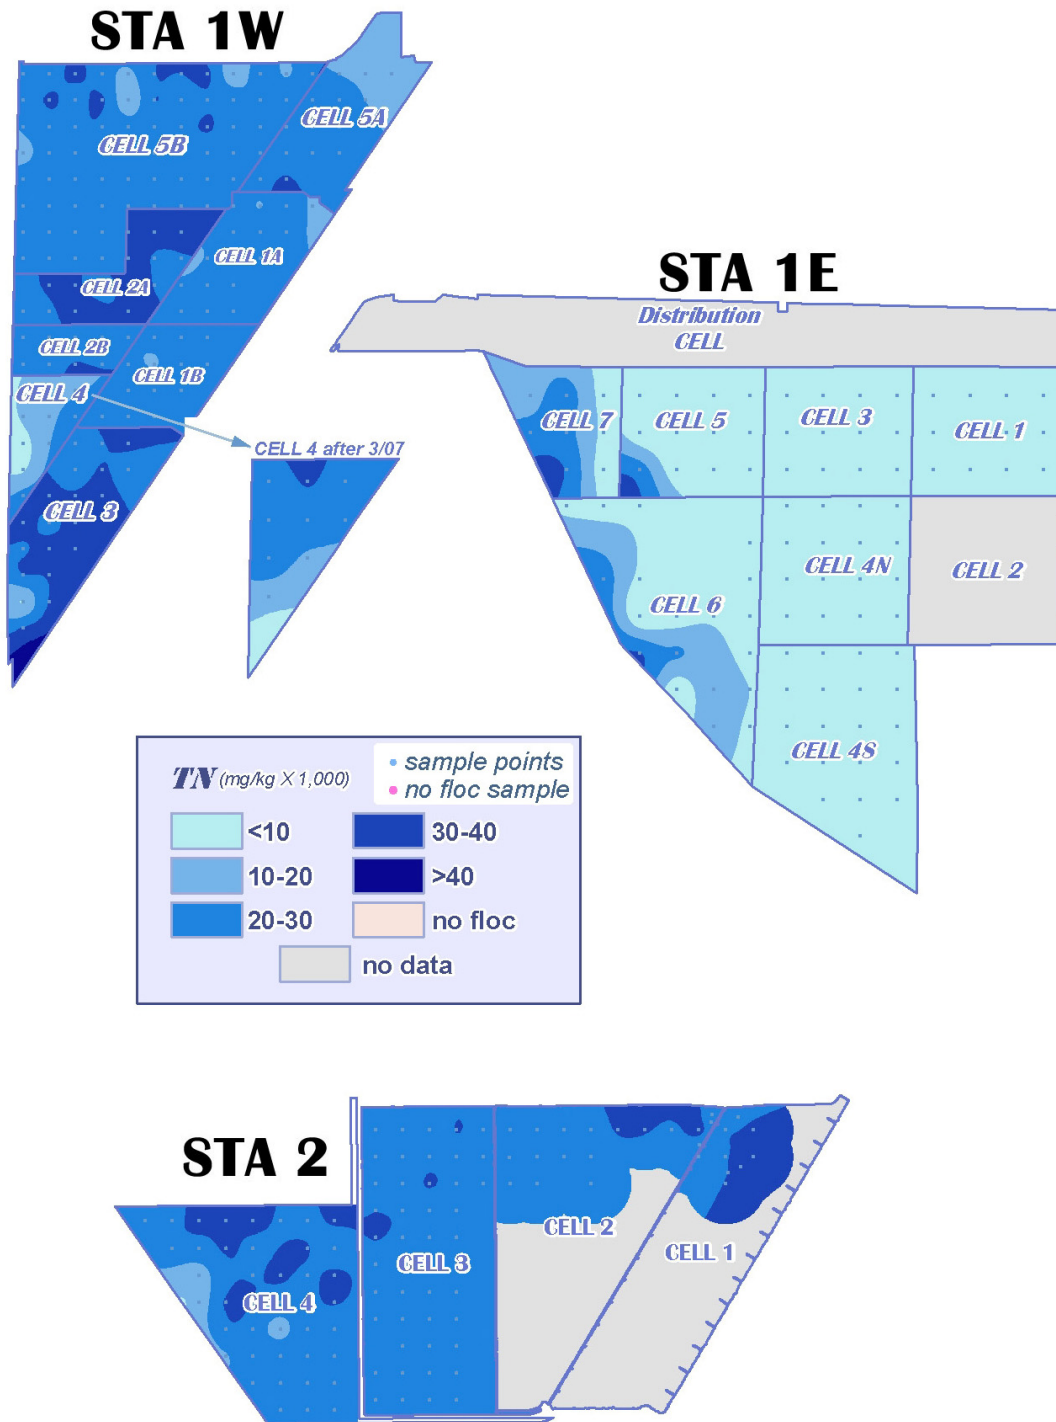 STA 1W
CELL 5A
CELL 5B
CELL 1A
CELL 2A
CELL 2B
CELL 1B
CELL 4
CELL 3
CELL 4 after 3/07
STA 1E
Distribution
CELL
CELL 7
CELL 5
CELL 3
CELL 1
CELL 4N
CELL 2
CELL 6
CELL 4S
TN (mg/kg X 1,000)
sample points
no floc sample
<10
30-40
10-20
>40
20-30
no floc
no data
STA 2
CELL 2
CELL 1
CELL 3
CELL 4